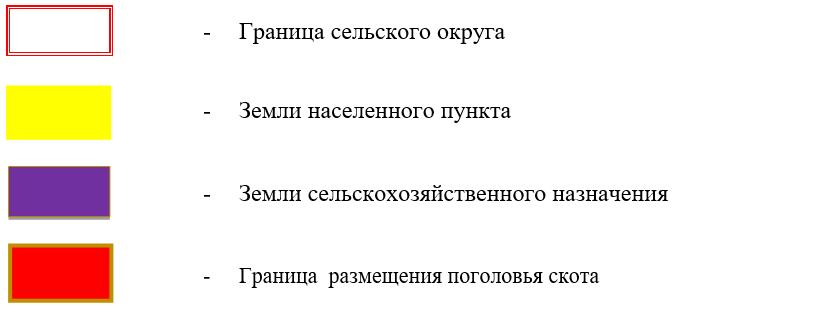 - Граница сельского округа
- Земли населенного пункта
- Земли сельскохозяйственного назначения
- Граница  размещения поголовья скота